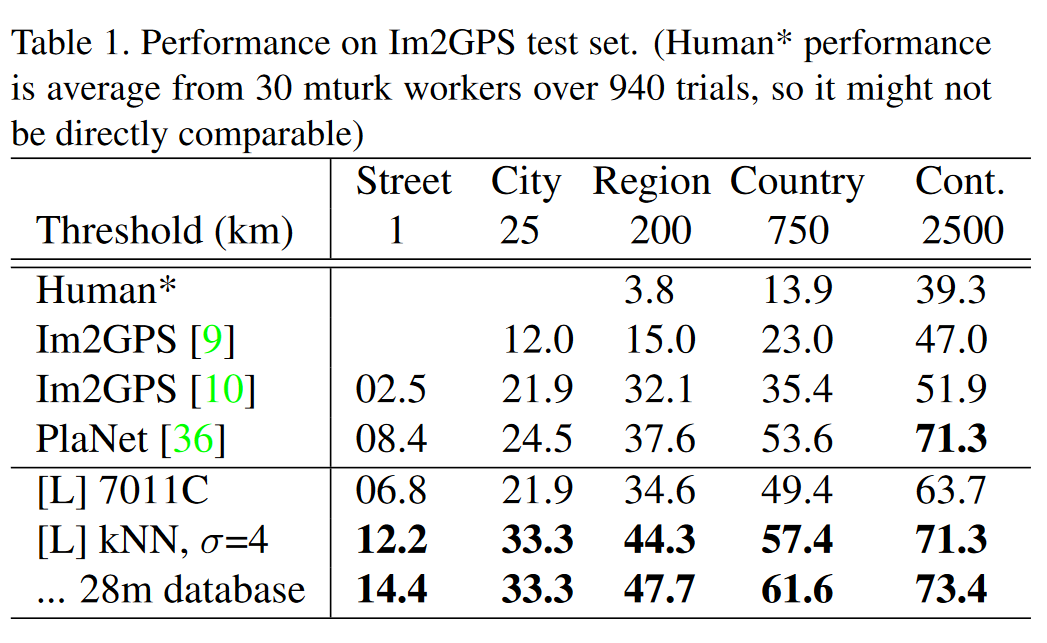 Table 1. Performance on Im2GPS test set. (Human* performance
is average from 30 mturk workers over 940 trials, so it might not
be directly comparable)
Street City Region Country Cont.
Threshold (km) 1 25 200 750 2500
Human* 3.8 13.9 39.3
Im2GPS [9] 12.0 15.0 23.0 47.0
Im2GPS [10] 02.5 21.9 32.1 35.4 51.9
PlaNet [36] 08.4 24.5 37.6 53.6 71.3
[L] 7011C 06.8 21.9 34.6 49.4 63.7
[L] kNN, σ=4 12.2 33.3 44.3 57.4 71.3
... 28m database 14.4 33.3 47.7 61.6 73.4